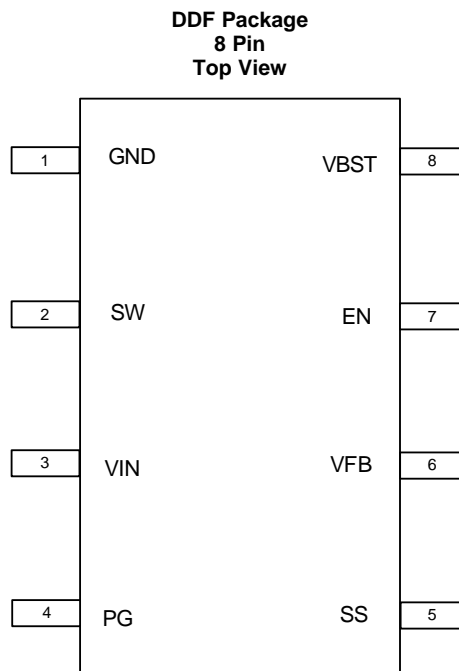 DDF Package
8 Pin
Top View
1 GND VBST 8
2 SW EN 7
3 VIN VFB 6
4 PG SS 5